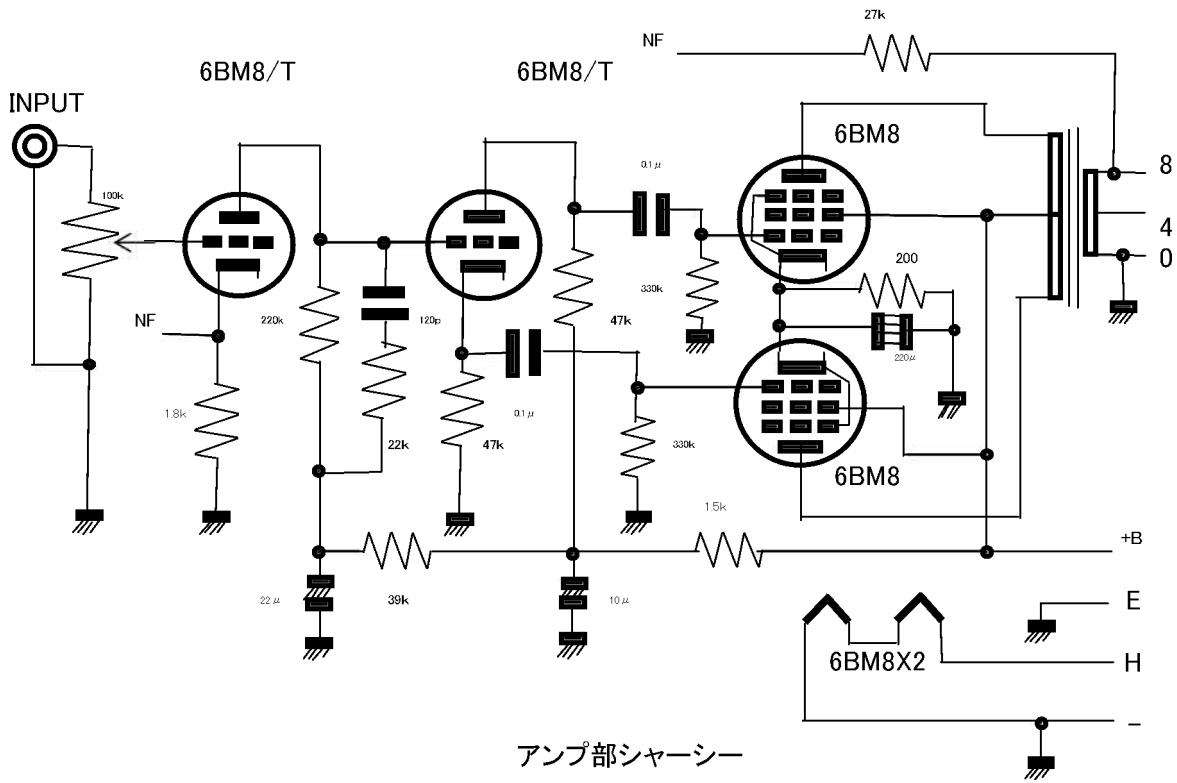 27k
NF
6BM8/T
6BM8/T
INPUT
6BM8
8
0.1μ
100k
4
0
200
330k
NF
220k
120p
47k
220μ
1.8k
0.1μ
22k
47k
330k
6BM8
1.5k
+B
22μ
39k
10μ
E
6BM8X2
H
−
アンプ部シャーシー